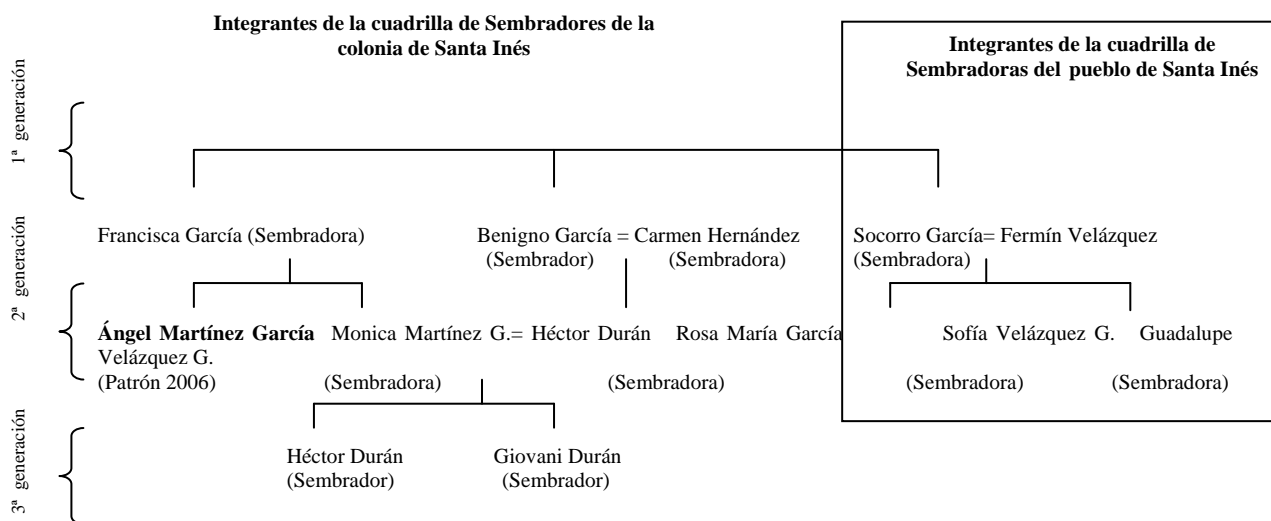 Integrantes de la cuadrilla de Sembradores de la
colonia de Santa Inés
Integrantes de la cuadrilla de
Sembradoras del pueblo de Santa Inés
1ª generación
Francisca García (Sembradora)
Benigno García = Carmen Hernández
(Sembrador) (Sembradora)
Socorro García= Fermín Velázquez
(Sembradora)
2ª generación
Ángel Martínez García Monica Martínez G.= Héctor Durán Rosa María García Sofía Velázquez G. Guadalupe
Velázquez G.
(Patrón 2006) (Sembradora) (Sembradora) (Sembradora) (Sembradora)
3ª generación
Héctor Durán Giovani Durán
(Sembrador) (Sembrador)